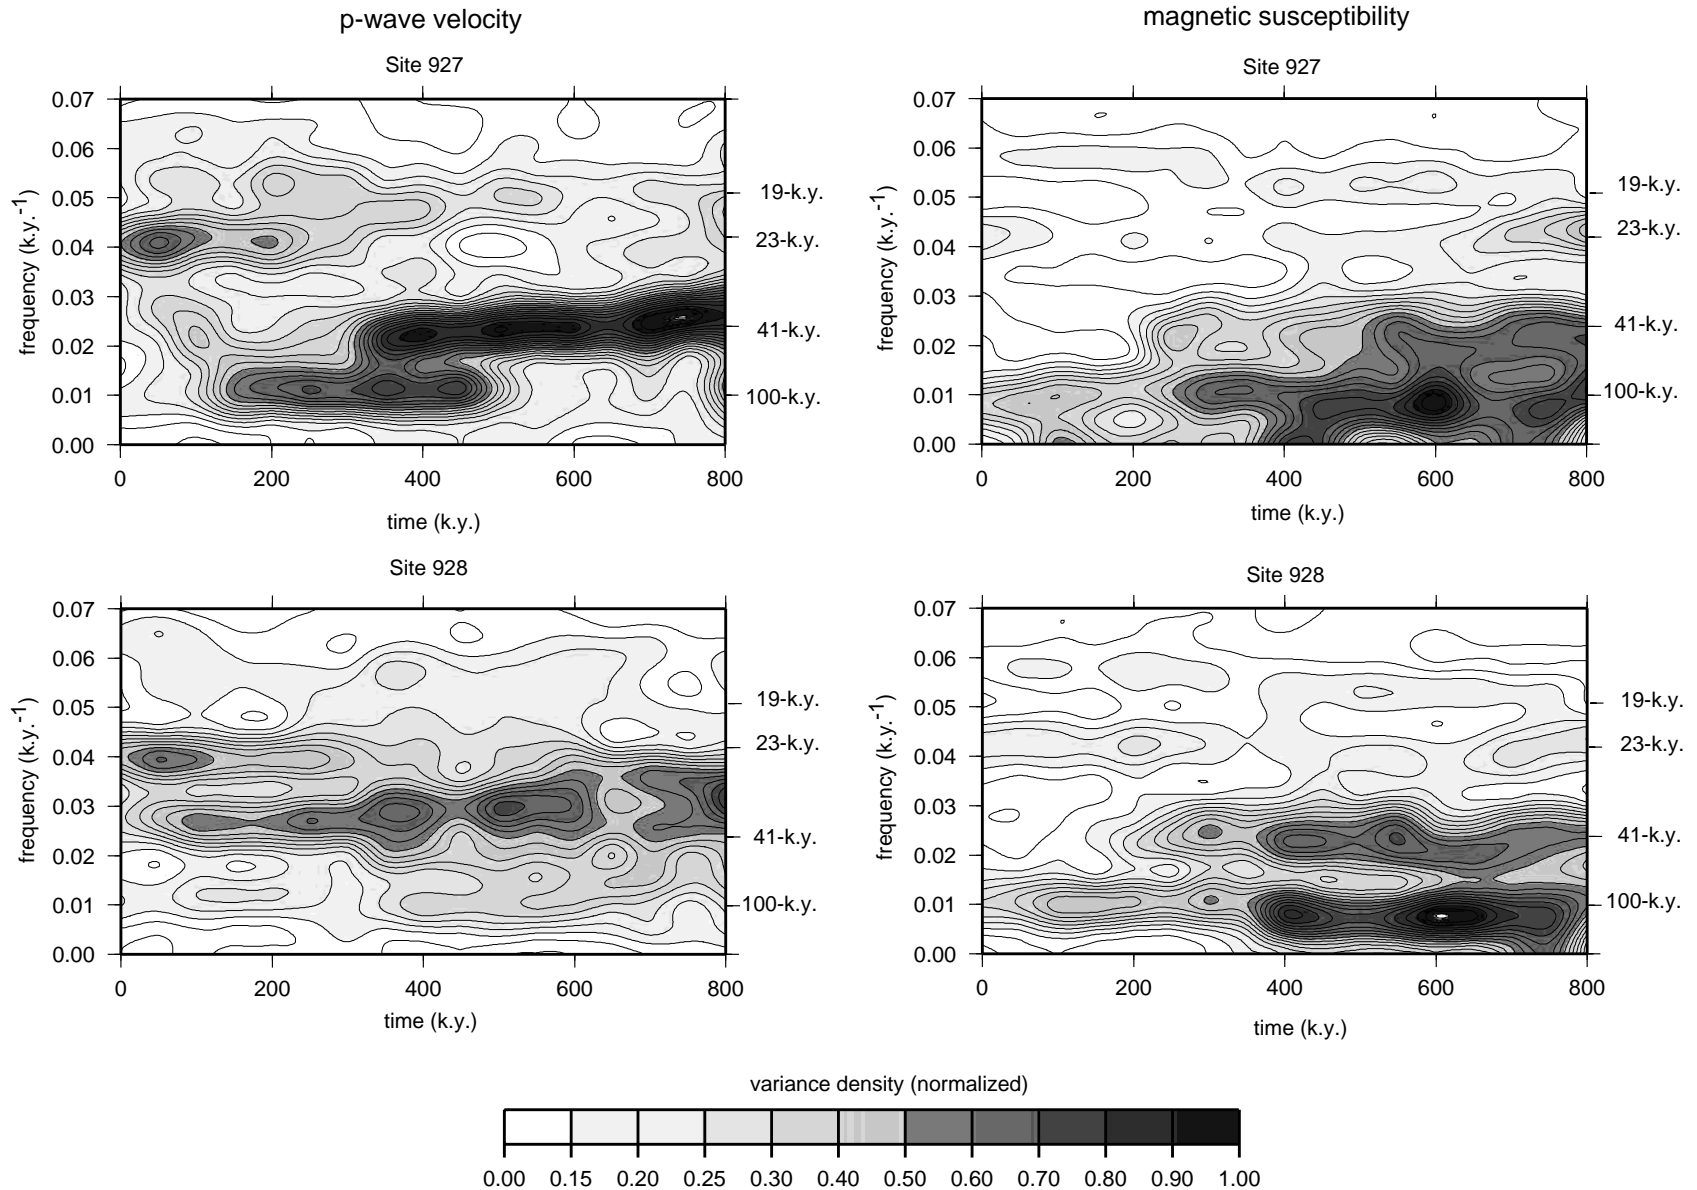 p-wave velocity
magnetic susceptibility
Site 927
0.07
0.06
0.05
0.04
0.03
0.02
0.01
0.00
frequency (k.y.-1)
19-k.y.
23-k.y.
41-k.y.
100-k.y.
0 200 400 600 800
time (k.y.)
Site 927
0.07
0.06
0.05
0.04
0.03
0.02
0.01
0.00
frequency (k.y.-1)
19-k.y.
23-k.y.
41-k.y.
100-k.y.
0 200 400 600 800
time (k.y.)
Site 928
0.07
0.06
0.05
0.04
0.03
0.02
0.01
0.00
frequency (k.y.-1)
19-k.y.
23-k.y.
41-k.y.
100-k.y.
0 200 400 600 800
time (k.y.)
Site 928
0.07
0.06
0.05
0.04
0.03
0.02
0.01
0.00
frequency (k.y.-1)
19-k.y.
23-k.y.
41-k.y.
100-k.y.
0 200 400 600 800
time (k.y.)
variance density (normalized)
0.00 0.15 0.20 0.25 0.30 0.40 0.50 0.60 0.70 0.80 0.90 1.00